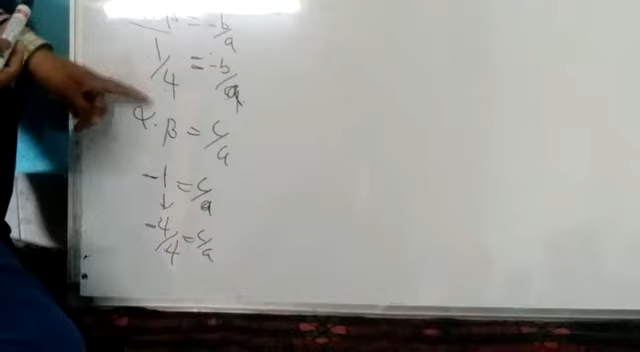 β = -b/a
1/4 = -b/a
α . β = c/a
-1 = c/a
↓
-4/4 = c/a